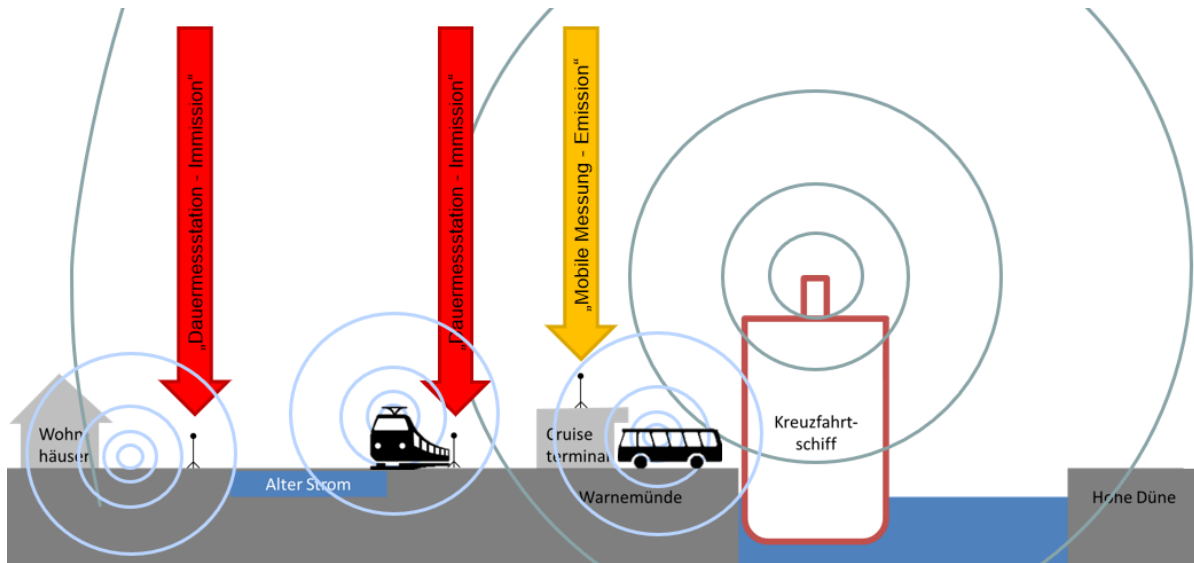 „Dauermessstation - Immission“
„Dauermessstation - Immission“
„Mobile Messung - Emission“
Wohn
häuser
Alter Strom
Cruise
terminal
Warnemünde
Kreuzfahrt-
schiff
Hohe Düne